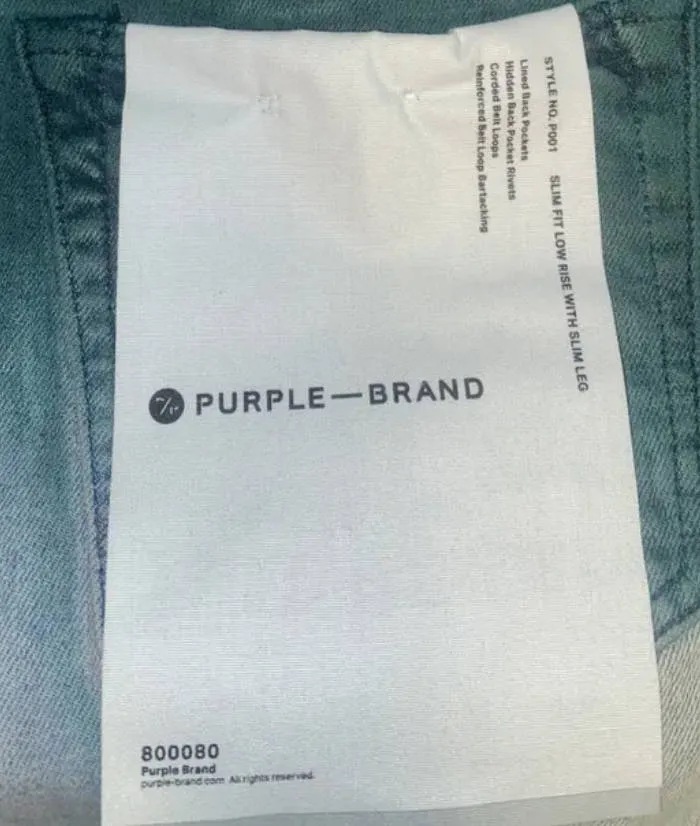 STYLE NO. P001 SLIM FIT LOW RISE WITH SLIM LEG
Lined Back Pockets
Hidden Back Pocket Rivets
Corded Belt Loops
Reinforced Belt Loop Bartacking
PURPLE—BRAND
800080
Purple Brand
purple-brand.com All rights reserved.